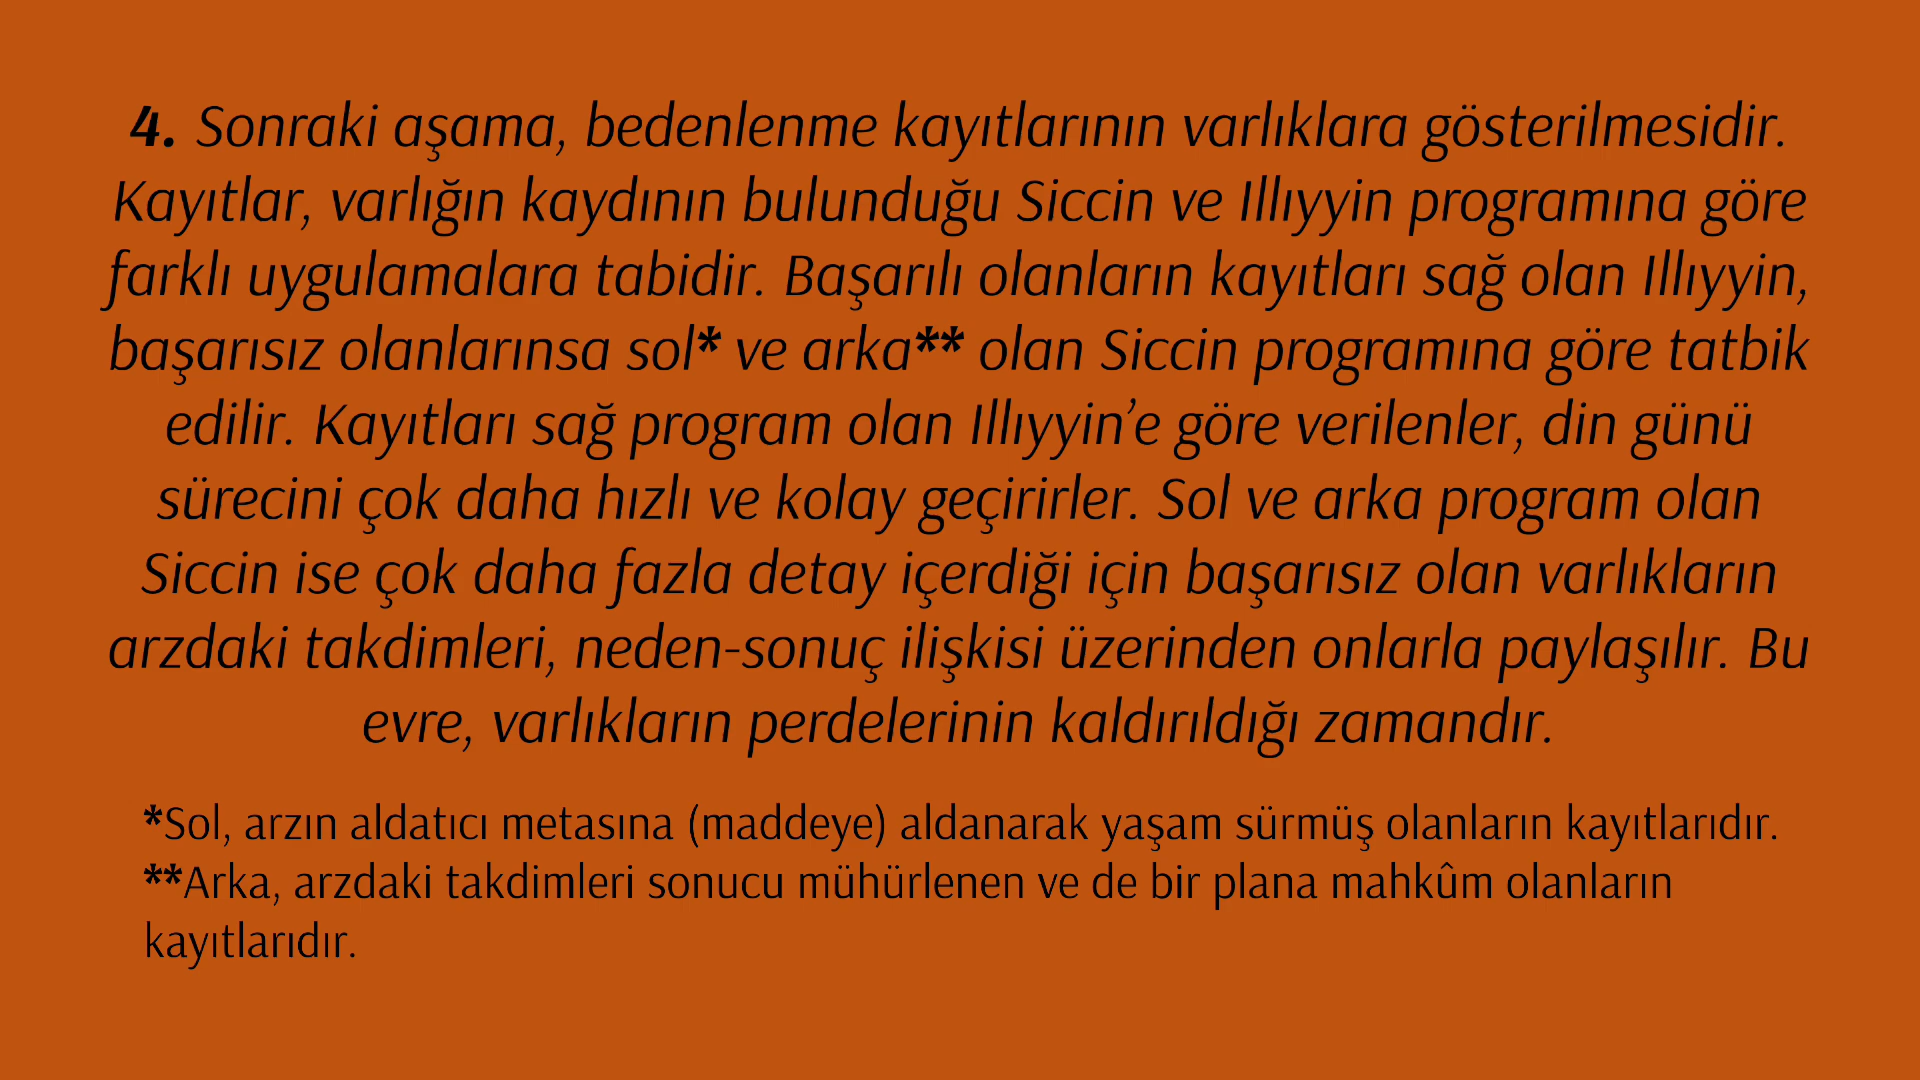 4. Sonraki aşama, bedenlenme kayıtlarının varlıklara gösterilmesidir.
Kayıtlar, varlığın kaydının bulunduğu Siccin ve Illıyyin programına göre
farklı uygulamalara tabidir. Başarılı olanların kayıtları sağ olan Illıyyin,
başarısız olanlarınsa sol* ve arka** olan Siccin programına göre tatbik
edilir. Kayıtları sağ program olan Illıyyin’e göre verilenler, din günü
sürecini çok daha hızlı ve kolay geçirirler. Sol ve arka program olan
Siccin ise çok daha fazla detay içerdiği için başarısız olan varlıkların
arzdaki takdimleri, neden-sonuç ilişkisi üzerinden onlarla paylaşılır. Bu
evre, varlıkların perdelerinin kaldırıldığı zamandır.
*Sol, arzın aldatıcı metasına (maddeye) aldanarak yaşam sürmüş olanların kayıtlarıdır.
**Arka, arzdaki takdimleri sonucu mühürlenen ve de bir plana mahkûm olanların
kayıtlarıdır.